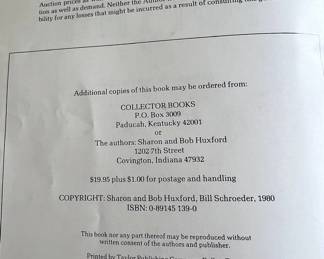 Auction prices
tion as well as demand. Neither the
bility for any losses that might be incurred as a result of consulting
Additional copies of this book may be ordered from:
COLLECTOR BOOKS
P.O. Box 3009
Paducah, Kentucky 42001
or
The authors: Sharon and Bob Huxford
1202 7th Street
Covington, Indiana 47932
$19.95 plus $1.00 for postage and handling
COPYRIGHT: Sharon and Bob Huxford, Bill Schroeder, 1980
ISBN: 0-89145 139-0
This book nor any part thereof may be reproduced without
written consent of the authors and publisher.
Printed by Taylor